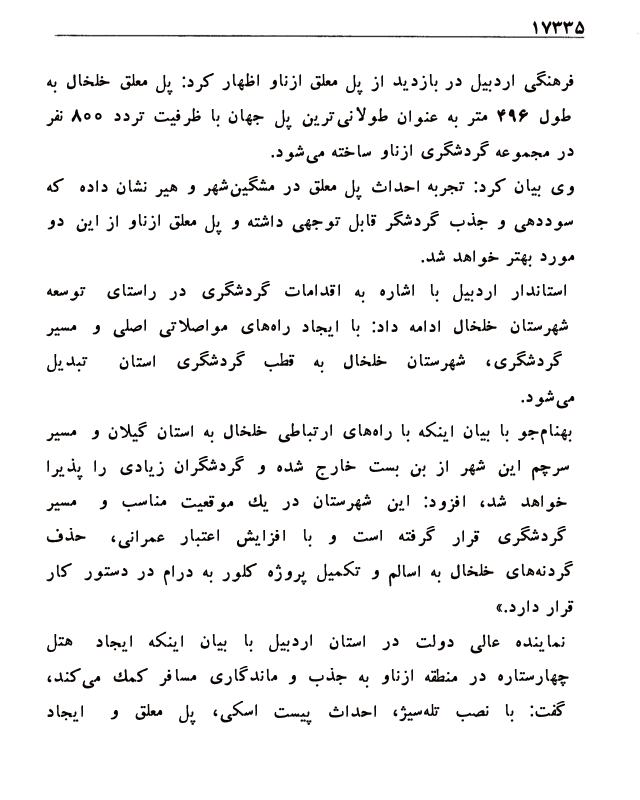 ۱۷۳۳۵
فرهنگی اردبیل در بازدید از پل معلق ازناو اظهار کرد: پل معلق خلخال به
طول ۴۹۶ متر به عنوان طولانی‌ترین پل جهان با ظرفیت تردد ۸۰۰ نفر
در مجموعه گردشگری ازناو ساخته می‌شود.
وی بیان کرد: تجربه احداث پل معلق در مشگین‌شهر و هیر نشان داده که
سوددهی و جذب گردشگر قابل توجهی داشته و پل معلق ازناو از این دو
مورد بهتر خواهد شد.
استاندار اردبیل با اشاره به اقدامات گردشگری در راستای توسعه
شهرستان خلخال ادامه داد: با ایجاد راه‌های مواصلاتی اصلی و مسیر
گردشگری، شهرستان خلخال به قطب گردشگری استان تبدیل
می‌شود.
بهنام‌جو با بیان اینکه با راه‌های ارتباطی خلخال به استان گیلان و مسیر
سرچم این شهر از بن بست خارج شده و گردشگران زیادی را پذیرا
خواهد شد، افزود: این شهرستان در یك موقعیت مناسب و مسیر
گردشگری قرار گرفته است و با افزایش اعتبار عمرانی، حذف
گردنه‌های خلخال به اسالم و تکمیل پروژه کلور به درام در دستور کار
قرار دارد.»
نماینده عالی دولت در استان اردبیل با بیان اینکه ایجاد هتل
چهارستاره در منطقه ازناو به جذب و ماندگاری مسافر کمك می‌کند،
گفت: با نصب تله‌سیژ، احداث پیست اسکی، پل معلق و ایجاد